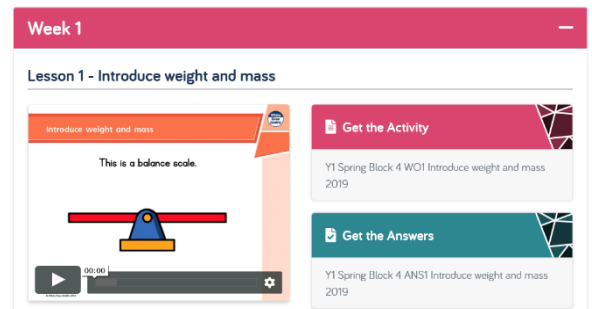 Week 1
Lesson 1 - Introduce weight and mass
Introduce weight and mass
This is a balance scale.
00:00
Get the Activity
Y1 Spring Block 4 WO1 Introduce weight and mass
2019
Get the Answers
Y1 Spring Block 4 ANS1 Introduce weight and mass
2019